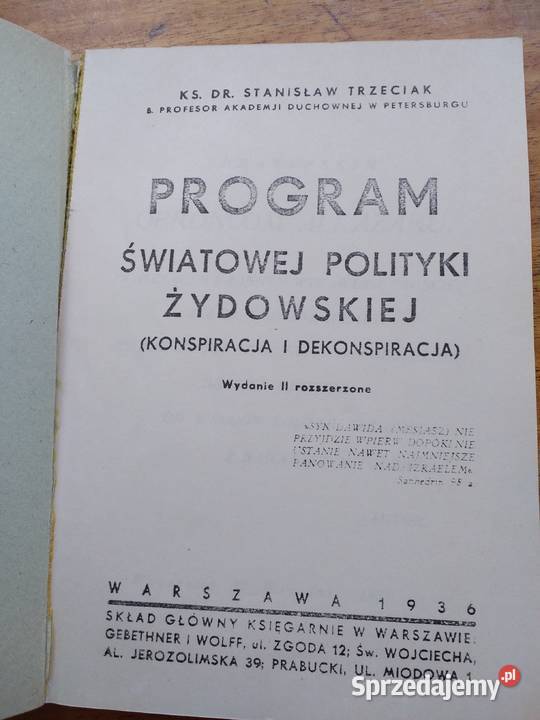 KS. DR. STANISŁAW TRZECIAK
B. PROFESOR AKADEMJI DUCHOWNEJ W PETERSBURGU
PROGRAM
ŚWIATOWEJ POLITYKI
ŻYDOWSKIEJ
(KONSPIRACJA I DEKONSPIRACJA)
Wydanie II rozszerzone
«SYN DAWIDA (MESJASZ) NIE
PRZYJDZIE WPIERW DOPÓKI NIE
USTANIE NAWET NAJMNIEJSZE
PANOWANIE NAD IZRAELEM»
Sanhedrin 98 a.
WARSZAWA 1936
SKŁAD GŁÓWNY KSIĘGARNIE W WARSZAWIE:
GEBETHNER I WOLFF, ul. ZGODA 12; ŚW. WOJCIECHA,
AL. JEROZOLIMSKA 39; PRABUCKI, UL. MIODOWA 1
Sprzedajemy.pl